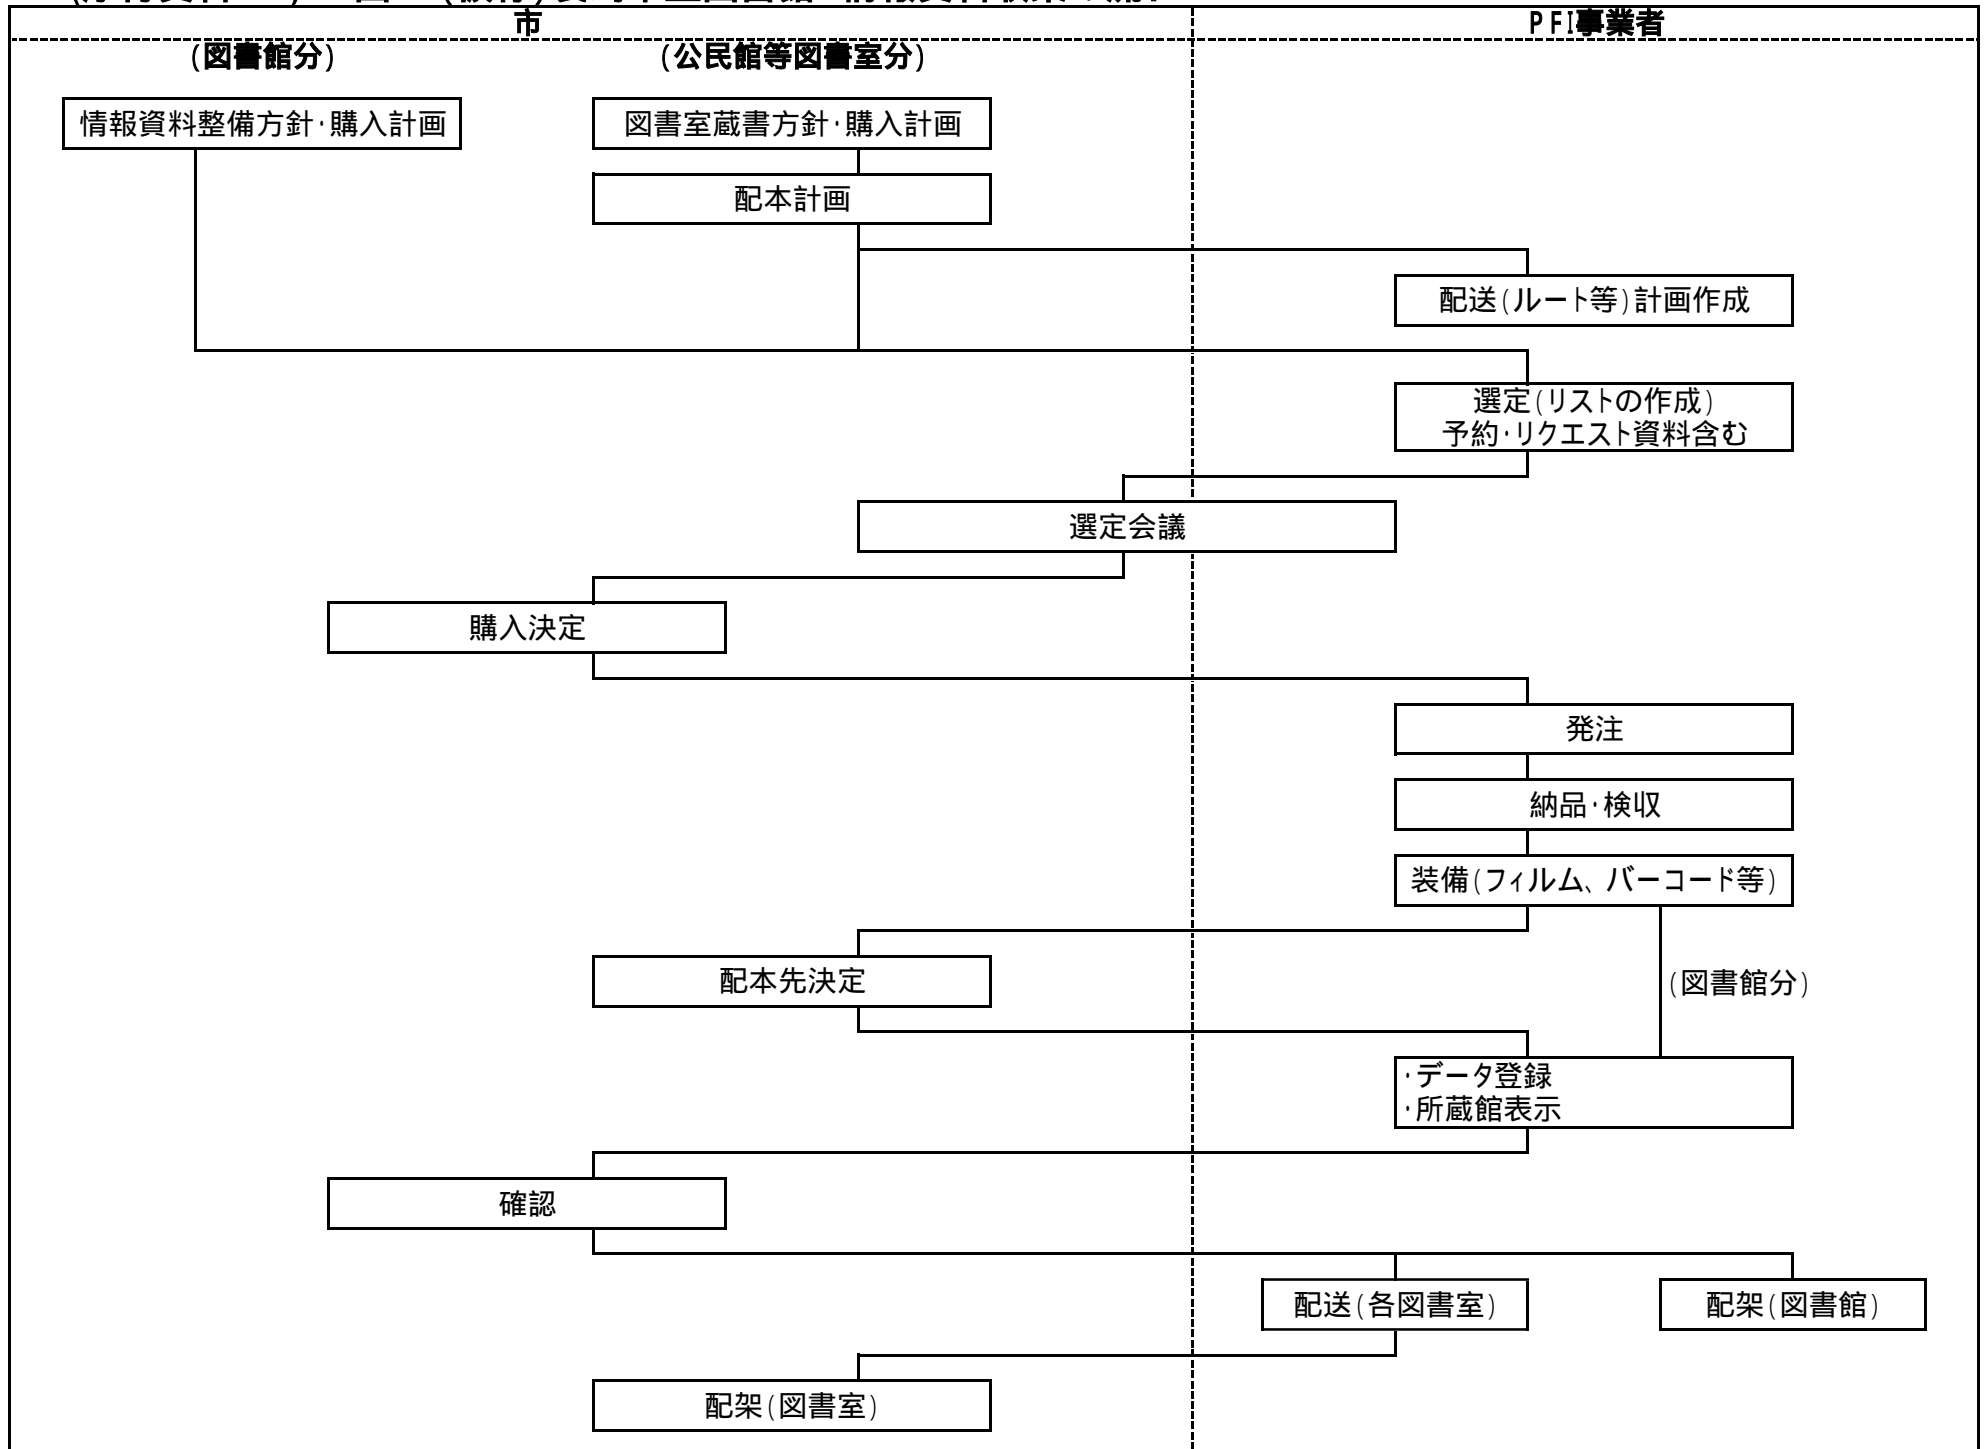 市
PFI事業者
(図書館分)
(公民館等図書室分)
情報資料整備方針･購入計画
図書室蔵書方針･購入計画
配本計画
配送(ルート等)計画作成
選定(リストの作成)
予約･リクエスト資料含む
選定会議
購入決定
発注
納品･検収
装備(フィルム、バーコード等)
配本先決定
(図書館分)
･データ登録
･所蔵館表示
確認
配送(各図書室)
配架(図書館)
配架(図書室)